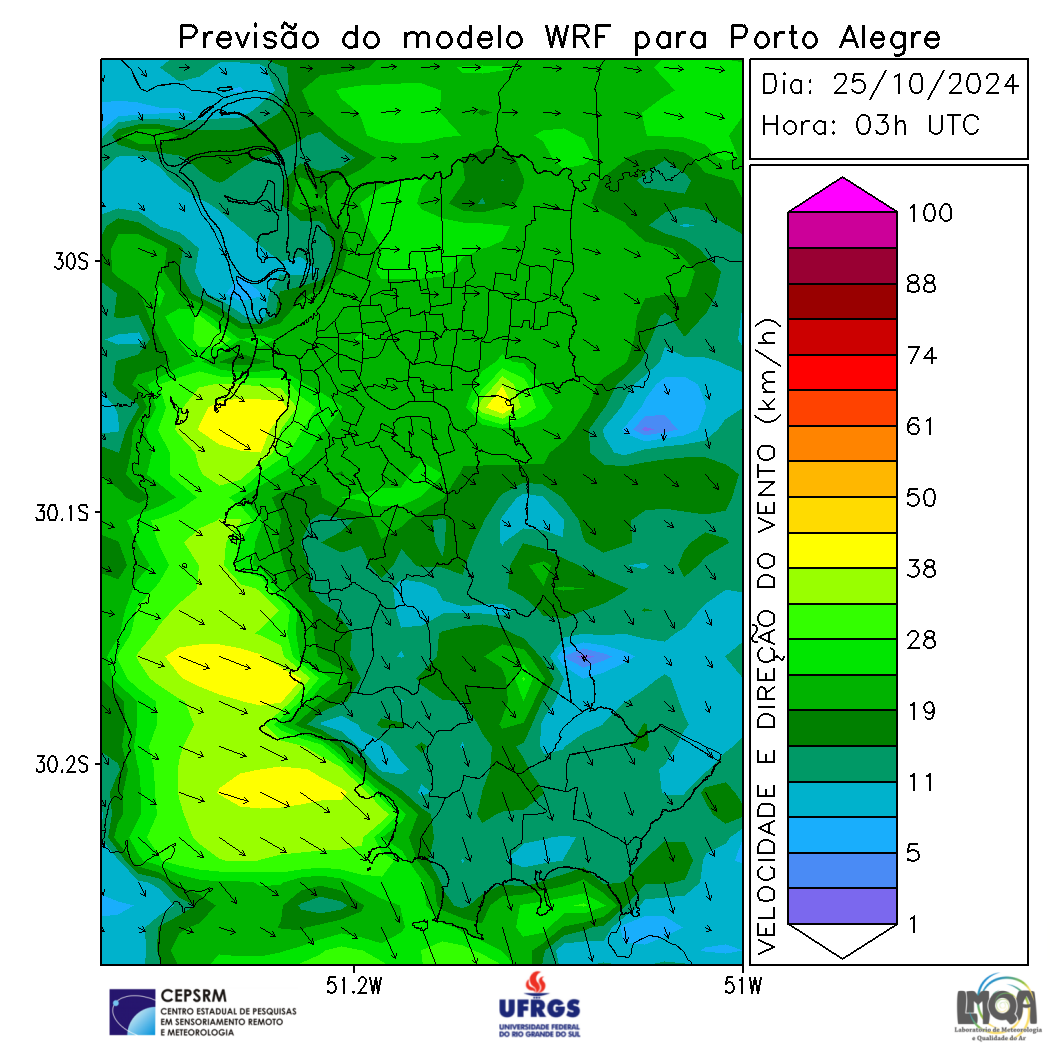 Previsão do modelo WRF para Porto Alegre
Dia: 25/10/2024
Hora: 03h UTC
30S
30.1S
30.2S
51.2W
51W
VELOCIDADE E DIREÇÃO DO VENTO (km/h)
100
88
74
61
50
38
28
19
11
5
1
CEPSRM
CENTRO ESTADUAL DE PESQUISAS
EM SENSORIAMENTO REMOTO
E METEOROLOGIA
UFRGS
UNIVERSIDADE FEDERAL
DO RIO GRANDE DO SUL
LMQA
Laboratório de Meteorologia
e Qualidade do Ar